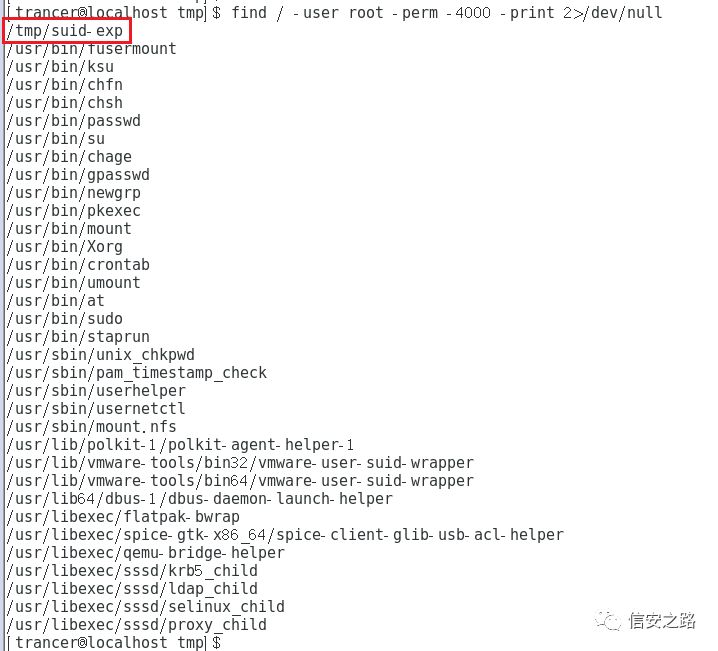 [trancer@localhost tmp]$ find / -user root -perm -4000 -print 2>/dev/null
/tmp/suid-exp
/usr/bin/fusermount
/usr/bin/ksu
/usr/bin/chfn
/usr/bin/chsh
/usr/bin/passwd
/usr/bin/su
/usr/bin/chage
/usr/bin/gpasswd
/usr/bin/newgrp
/usr/bin/pkexec
/usr/bin/mount
/usr/bin/Xorg
/usr/bin/crontab
/usr/bin/umount
/usr/bin/at
/usr/bin/sudo
/usr/bin/staprun
/usr/sbin/unix_chkpwd
/usr/sbin/pam_timestamp_check
/usr/sbin/userhelper
/usr/sbin/usernetctl
/usr/sbin/mount.nfs
/usr/lib/polkit-1/polkit-agent-helper-1
/usr/lib/vmware-tools/bin32/vmware-user-suid-wrapper
/usr/lib/vmware-tools/bin64/vmware-user-suid-wrapper
/usr/lib64/dbus-1/dbus-daemon-launch-helper
/usr/libexec/flatpak-bwrap
/usr/libexec/spice-gtk-x86_64/spice-client-glib-usb-acl-helper
/usr/libexec/qemu-bridge-helper
/usr/libexec/sssd/krb5_child
/usr/libexec/sssd/ldap_child
/usr/libexec/sssd/selinux_child
/usr/libexec/sssd/proxy_child
[trancer@localhost tmp]$
信安之路